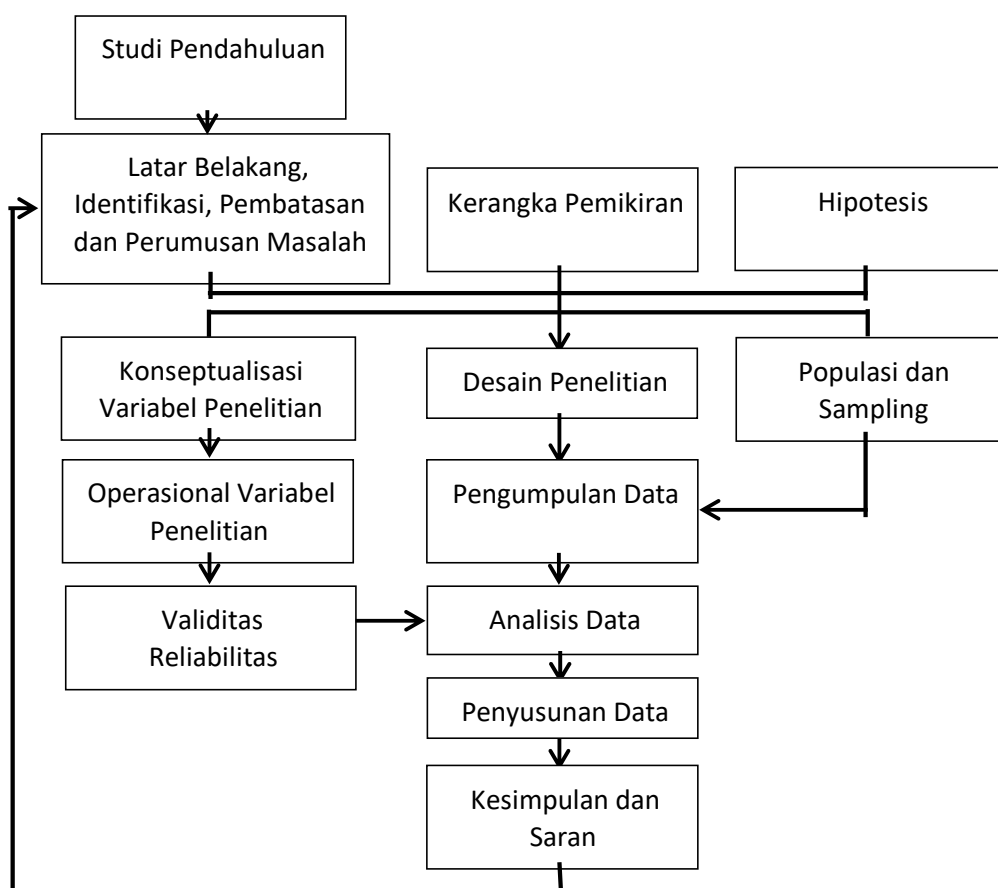 Studi Pendahuluan
Latar Belakang,
Identifikasi, Pembatasan
dan Perumusan Masalah
Kerangka Pemikiran
Hipotesis
Konseptualisasi
Variabel Penelitian
Desain Penelitian
Populasi dan
Sampling
Operasional Variabel
Penelitian
Pengumpulan Data
Validitas
Reliabilitas
Analisis Data
Penyusunan Data
Kesimpulan dan
Saran